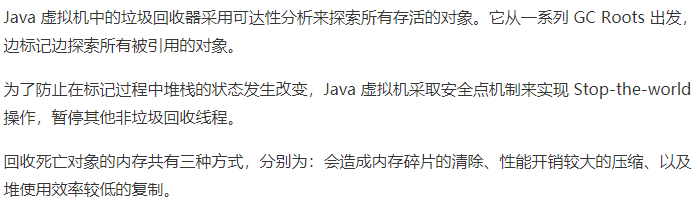 Java 虚拟机中的垃圾回收器采用可达性分析来探索所有存活的对象。它从一系列 GC Roots 出发，
边标记边探索所有被引用的对象。
为了防止在标记过程中堆栈的状态发生改变，Java 虚拟机采取安全点机制来实现 Stop-the-world
操作，暂停其他非垃圾回收线程。
回收死亡对象的内存共有三种方式，分别为：会造成内存碎片的清除、性能开销较大的压缩、以及
堆使用效率较低的复制。